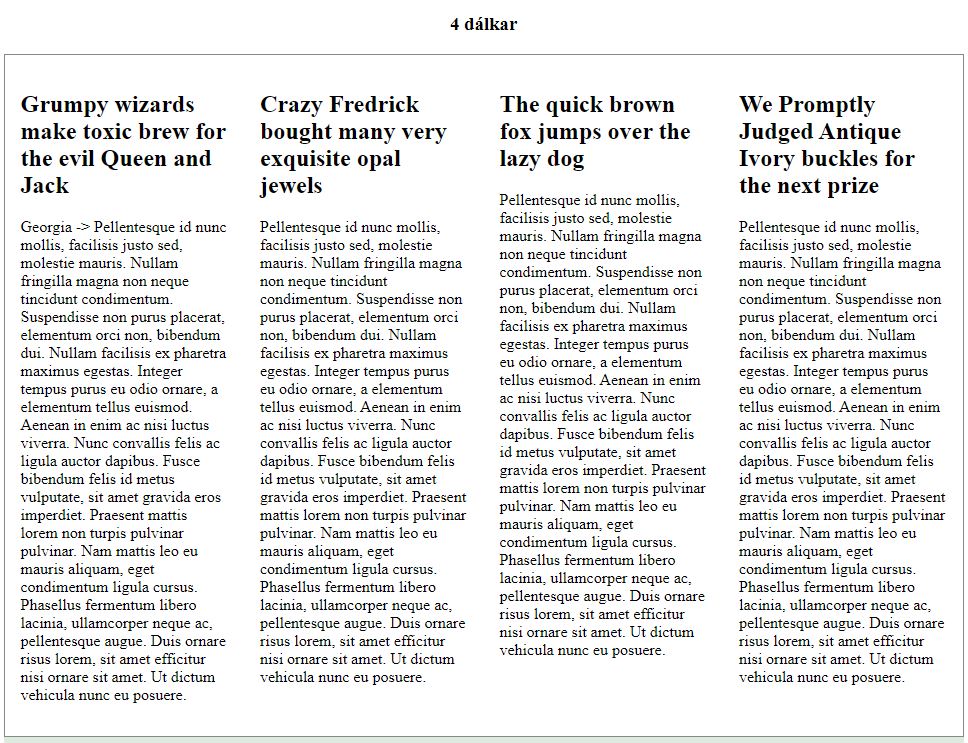 4 dálkar
Grumpy wizards
make toxic brew for
the evil Queen and
Jack
Georgia -> Pellentesque id nunc
mollis, facilisis justo sed,
molestie mauris. Nullam
fringilla magna non neque
tincidunt condimentum.
Suspendisse non purus placerat,
elementum orci non, bibendum
dui. Nullam facilisis ex pharetra
maximus egestas. Integer
tempus purus eu odio ornare, a
elementum tellus euismod.
Aenean in enim ac nisi luctus
viverra. Nunc convallis felis ac
ligula auctor dapibus. Fusce
bibendum felis id metus
vulputate, sit amet gravida eros
imperdiet. Praesent mattis
lorem non turpis pulvinar
pulvinar. Nam mattis leo eu
mauris aliquam, eget
condimentum ligula cursus.
Phasellus fermentum libero
lacinia, ullamcorper neque ac,
pellentesque augue. Duis ornare
risus lorem, sit amet efficitur
nisi ornare sit amet. Ut dictum
vehicula nunc eu posuere.
Crazy Fredrick
bought many very
exquisite opal
jewels
Pellentesque id nunc mollis,
facilisis justo sed, molestie
mauris. Nullam fringilla magna
non neque tincidunt
condimentum. Suspendisse non
purus placerat, elementum orci
non, bibendum dui. Nullam
facilisis ex pharetra maximus
egestas. Integer tempus purus
eu odio ornare, a elementum
tellus euismod. Aenean in enim
ac nisi luctus viverra. Nunc
convallis felis ac ligula auctor
dapibus. Fusce bibendum felis
id metus vulputate, sit amet
gravida eros imperdiet. Praesent
mattis lorem non turpis pulvinar
pulvinar. Nam mattis leo eu
mauris aliquam, eget
condimentum ligula cursus.
Phasellus fermentum libero
lacinia, ullamcorper neque ac,
pellentesque augue. Duis ornare
risus lorem, sit amet efficitur
nisi ornare sit amet. Ut dictum
vehicula nunc eu posuere.
The quick brown
fox jumps over the
lazy dog
Pellentesque id nunc mollis,
facilisis justo sed, molestie
mauris. Nullam fringilla magna
non neque tincidunt
condimentum. Suspendisse non
purus placerat, elementum orci
non, bibendum dui. Nullam
facilisis ex pharetra maximus
egestas. Integer tempus purus
eu odio ornare, a elementum
tellus euismod. Aenean in enim
ac nisi luctus viverra. Nunc
convallis felis ac ligula auctor
dapibus. Fusce bibendum felis
id metus vulputate, sit amet
gravida eros imperdiet. Praesent
mattis lorem non turpis pulvinar
pulvinar. Nam mattis leo eu
mauris aliquam, eget
condimentum ligula cursus.
Phasellus fermentum libero
lacinia, ullamcorper neque ac,
pellentesque augue. Duis ornare
risus lorem, sit amet efficitur
nisi ornare sit amet. Ut dictum
vehicula nunc eu posuere.
We Promptly
Judged Antique
Ivory buckles for
the next prize
Pellentesque id nunc mollis,
facilisis justo sed, molestie
mauris. Nullam fringilla magna
non neque tincidunt
condimentum. Suspendisse non
purus placerat, elementum orci
non, bibendum dui. Nullam
facilisis ex pharetra maximus
egestas. Integer tempus purus
eu odio ornare, a elementum
tellus euismod. Aenean in enim
ac nisi luctus viverra. Nunc
convallis felis ac ligula auctor
dapibus. Fusce bibendum felis
id metus vulputate, sit amet
gravida eros imperdiet. Praesent
mattis lorem non turpis pulvinar
pulvinar. Nam mattis leo eu
mauris aliquam, eget
condimentum ligula cursus.
Phasellus fermentum libero
lacinia, ullamcorper neque ac,
pellentesque augue. Duis ornare
risus lorem, sit amet efficitur
nisi ornare sit amet. Ut dictum
vehicula nunc eu posuere.